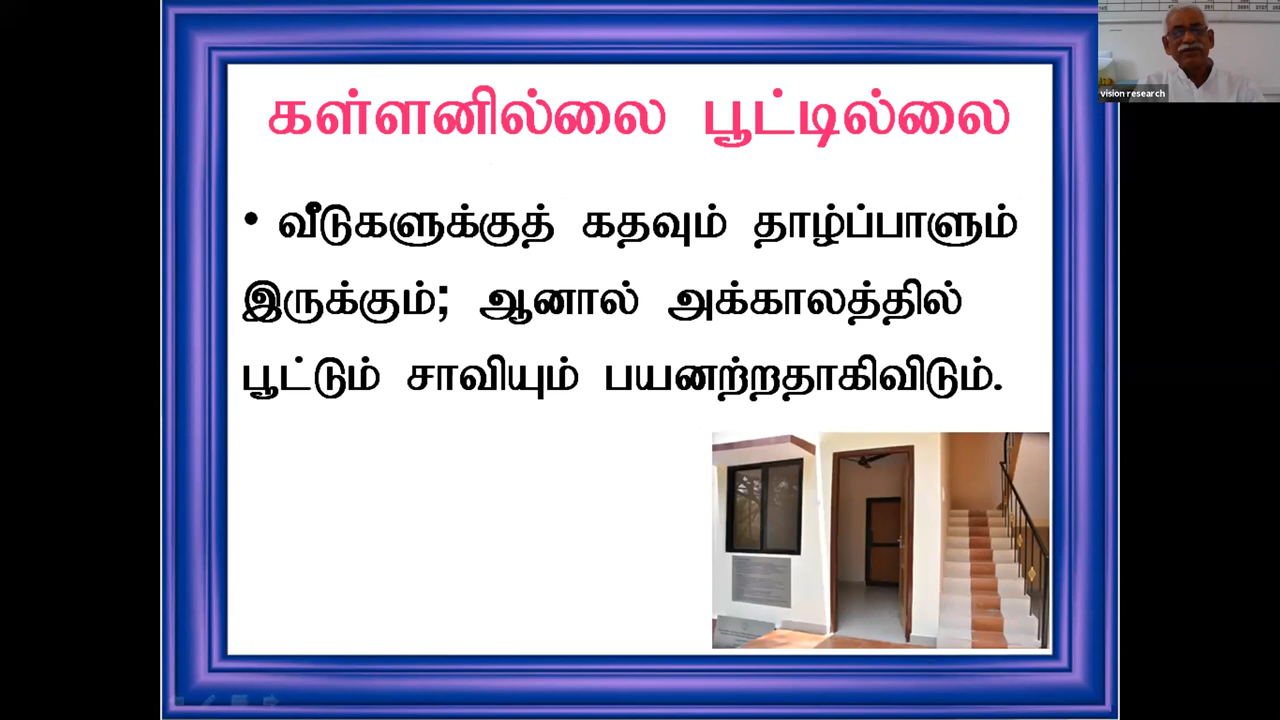 கள்ளனில்லை பூட்டில்லை
• வீடுகளுக்குத் கதவும் தாழ்ப்பாளும்
இருக்கும்; ஆனால் அக்காலத்தில்
பூட்டும் சாவியும் பயனற்றதாகிவிடும்.
vision research